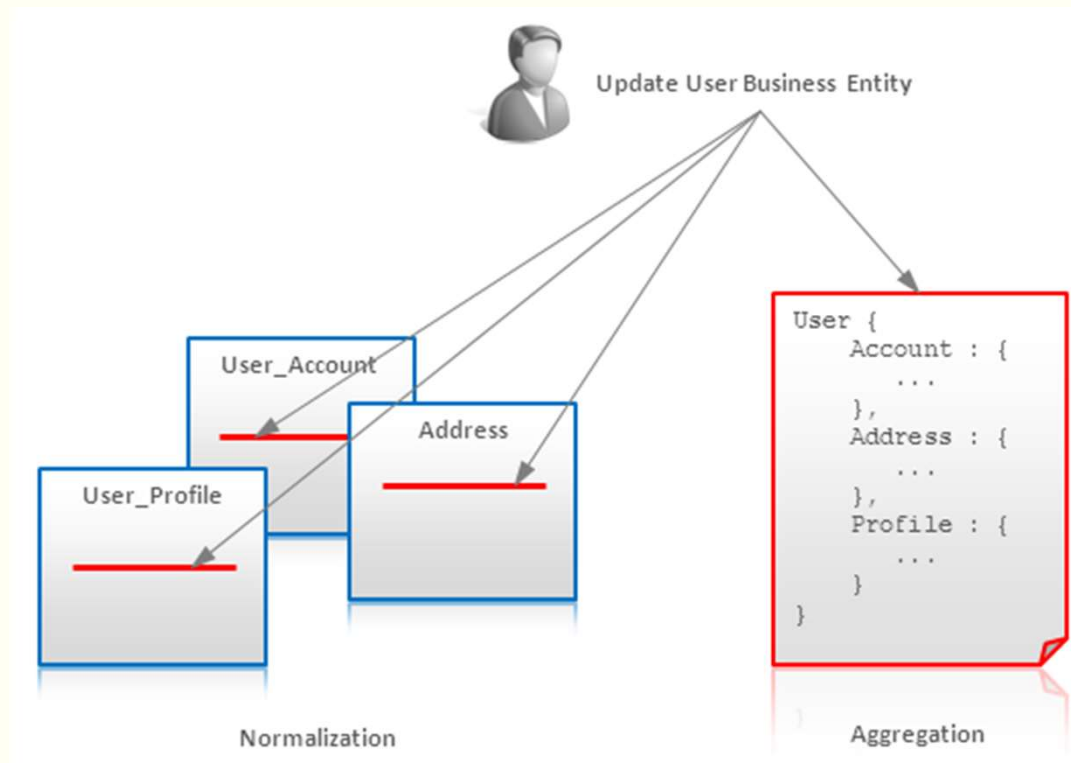 Update User Business Entity
User_Account
Address
User_Profile
User {
Account : {
...
},
Address : {
...
},
Profile : {
...
}
}
Normalization
Aggregation